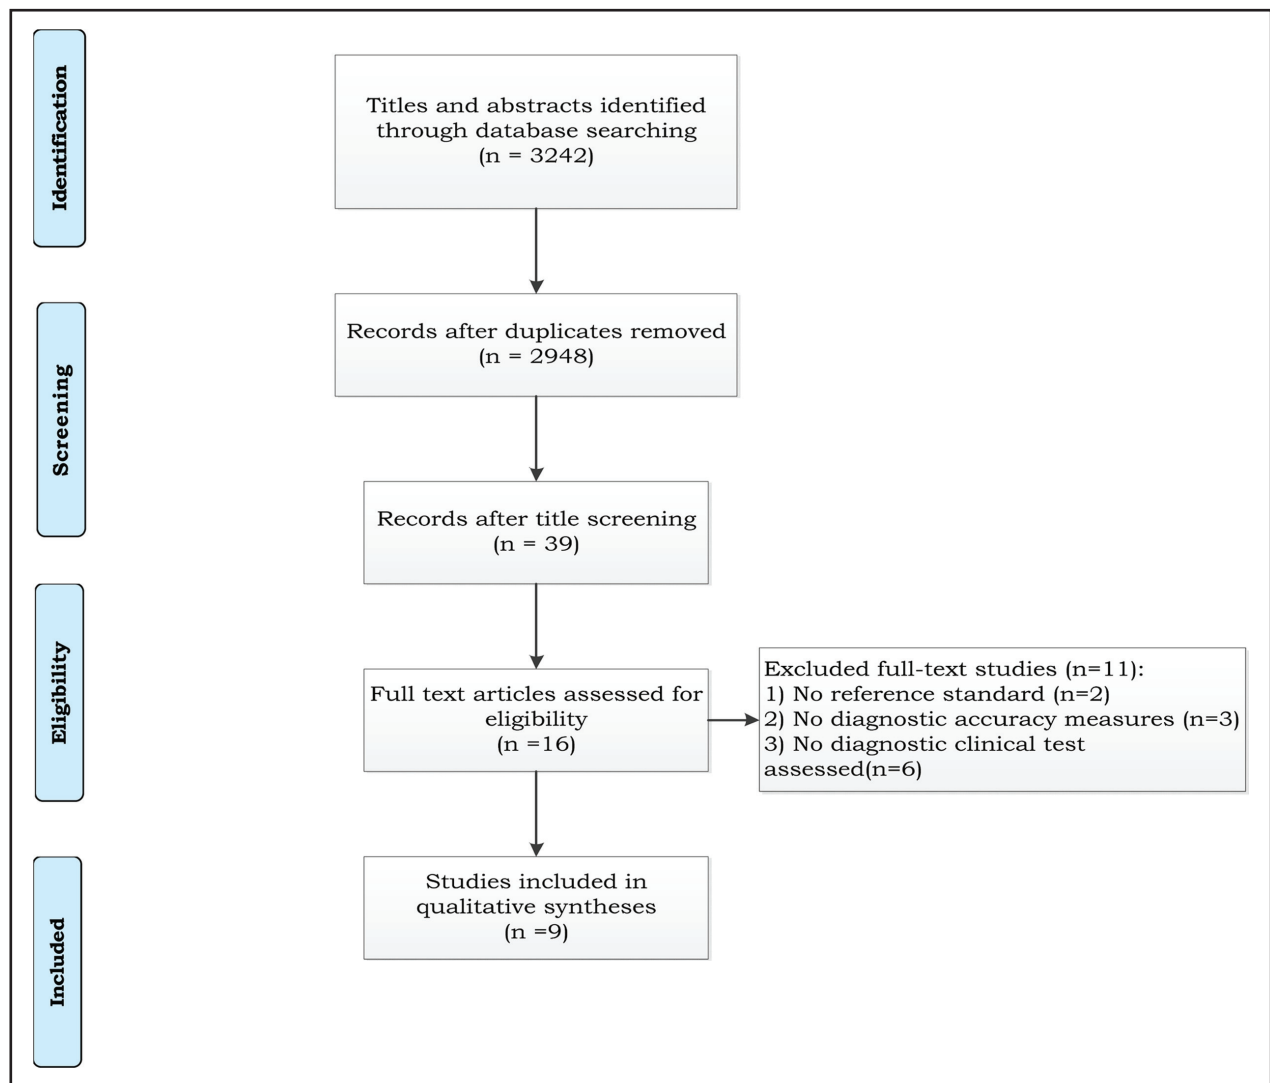 Identification
Titles and abstracts identified
through database searching
(n = 3242)
Screening
Records after duplicates removed
(n = 2948)
Records after title screening
(n = 39)
Eligibility
Full text articles assessed for
eligibility
(n =16)
Excluded full-text studies (n=11):
1) No reference standard (n=2)
2) No diagnostic accuracy measures (n=3)
3) No diagnostic clinical test
assessed(n=6)
Included
Studies included in
qualitative syntheses
(n =9)